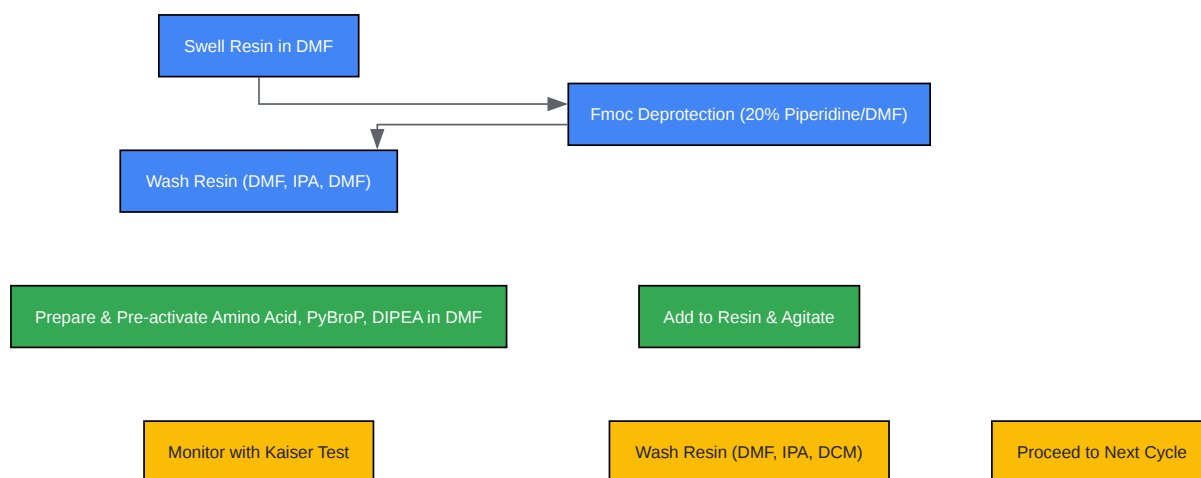 Swell Resin in DMF
Fmoc Deprotection (20% Piperidine/DMF)
Wash Resin (DMF, IPA, DMF)
Prepare & Pre-activate Amino Acid, PyBroP, DIPEA in DMF
Add to Resin & Agitate
Monitor with Kaiser Test
Wash Resin (DMF, IPA, DCM)
Proceed to Next Cycle